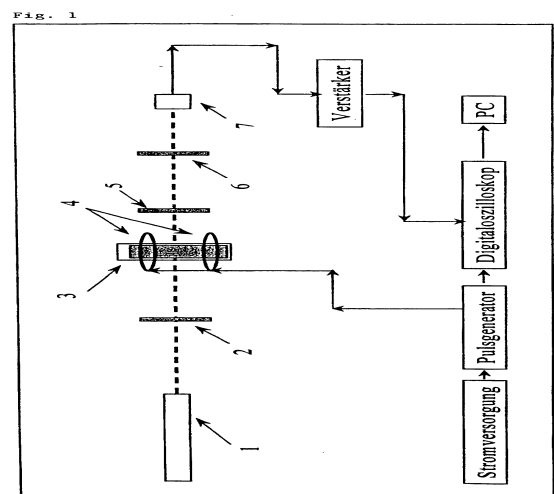 Fig. 1
1
2
3
4
5
6
7
Verstärker
Stromversorgung
Pulsgenerator
Digitaloszilloskop
PC